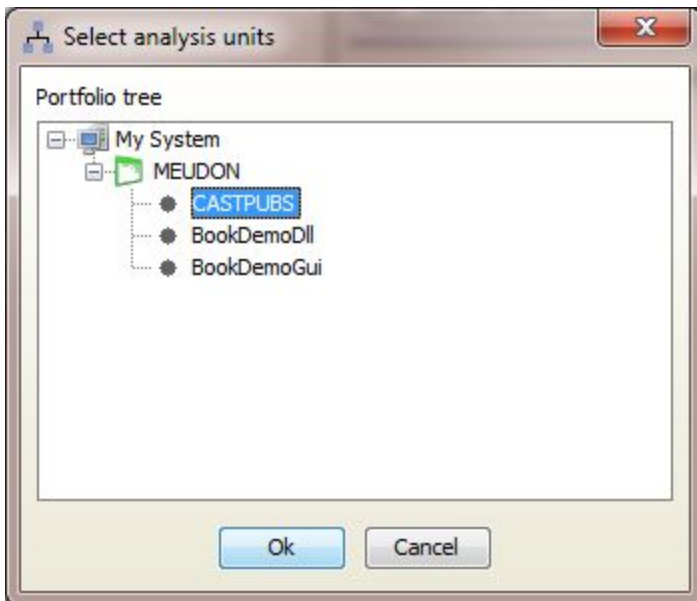 Select analysis units
Portfolio tree
My System
MEUDON
CASTPUBS
BookDemoDll
BookDemoGui
Ok
Cancel